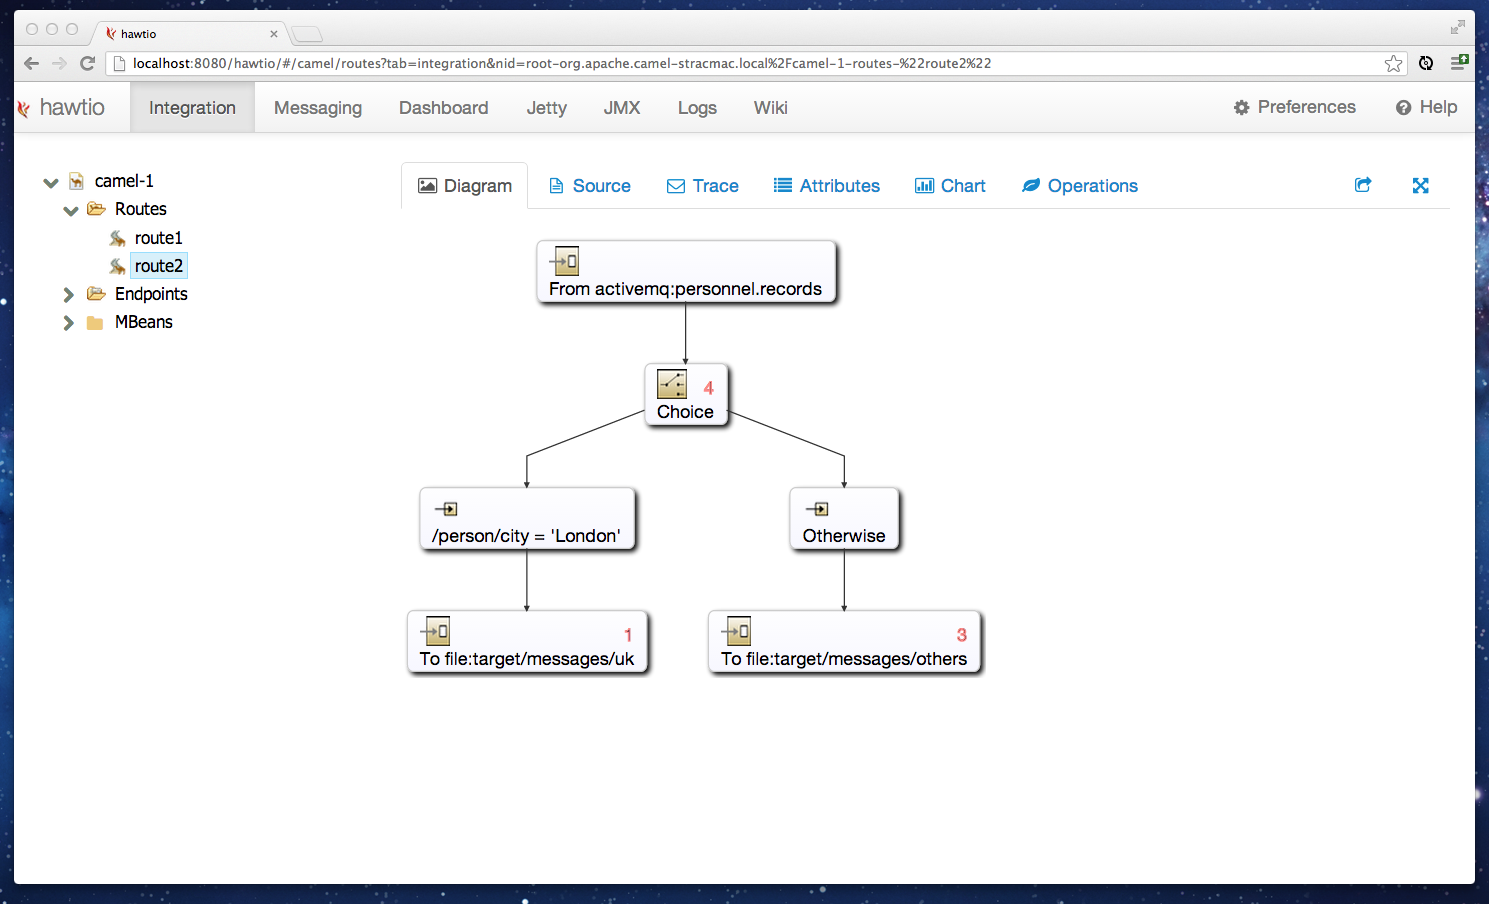 hawtio
localhost:8080/hawtio/#/camel/routes?tab=integration&nid=root-org.apache.camel-stracmac.local%2Fcamel-1-routes-%22route2%22
hawtio Integration Messaging Dashboard Jetty JMX Logs Wiki Preferences Help
camel-1
Routes
route1
route2
Endpoints
MBeans
Diagram Source Trace Attributes Chart Operations
From activemq:personnel.records
4
Choice
/person/city = 'London'
Otherwise
1
To file:target/messages/uk
3
To file:target/messages/others